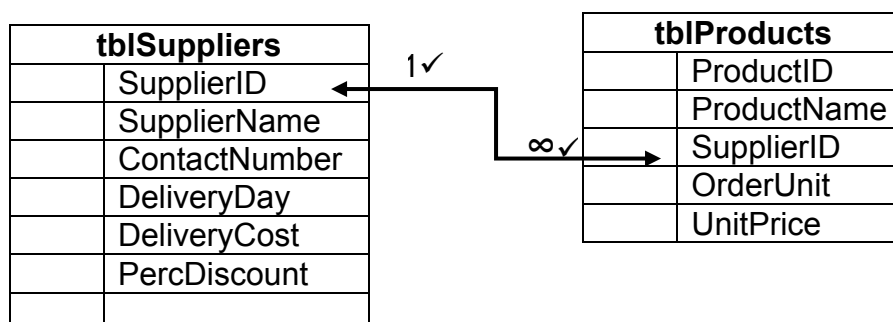 tblSuppliers
SupplierID
SupplierName
ContactNumber
DeliveryDay
DeliveryCost
PercDiscount
1✓
∞✓
tblProducts
ProductID
ProductName
SupplierID
OrderUnit
UnitPrice